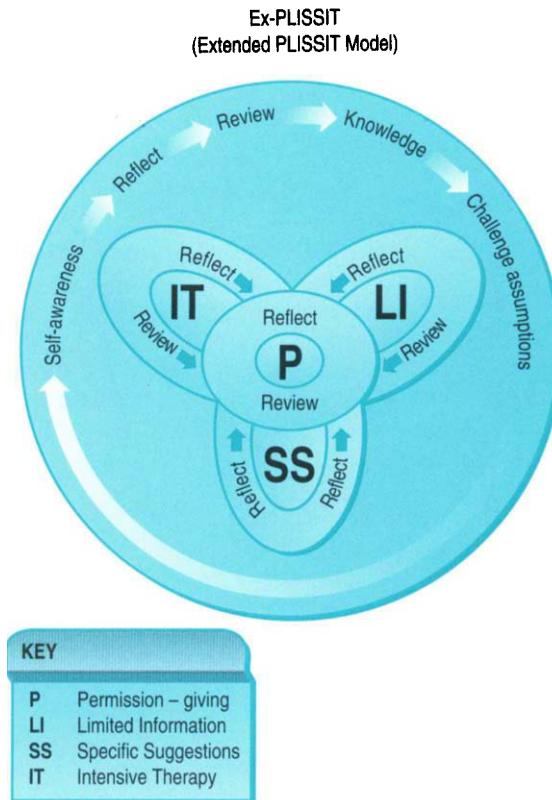 Ex-PLISSIT
(Extended PLISSIT Model)
Self-awareness
Reflect
Review
Knowledge
Challenge assumptions
Reflect
IT
Review
Reflect
LI
Review
Reflect
P
Review
SS
Reflect
Reflect
KEY
P Permission – giving
LI Limited Information
SS Specific Suggestions
IT Intensive Therapy